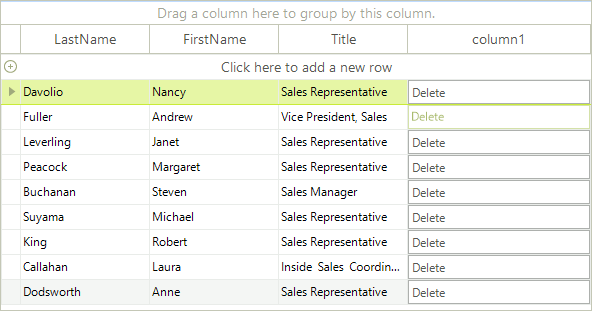 Drag a column here to group by this column.
LastName FirstName Title column1
Click here to add a new row
Davolio Nancy Sales Representative Delete
Fuller Andrew Vice President, Sales Delete
Leverling Janet Sales Representative Delete
Peacock Margaret Sales Representative Delete
Buchanan Steven Sales Manager Delete
Suyama Michael Sales Representative Delete
King Robert Sales Representative Delete
Callahan Laura Inside Sales Coordin... Delete
Dodsworth Anne Sales Representative Delete